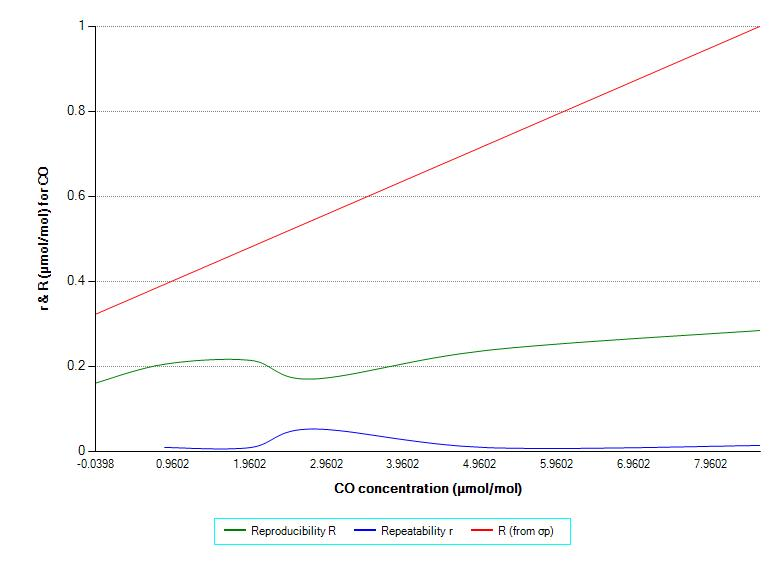 r & R (µmol/mol) for CO
1
0.8
0.6
0.4
0.2
0
-0.0398 0.9602 1.9602 2.9602 3.9602 4.9602 5.9602 6.9602 7.9602
CO concentration (µmol/mol)
Reproducibility R Repeatability r R (from σp)